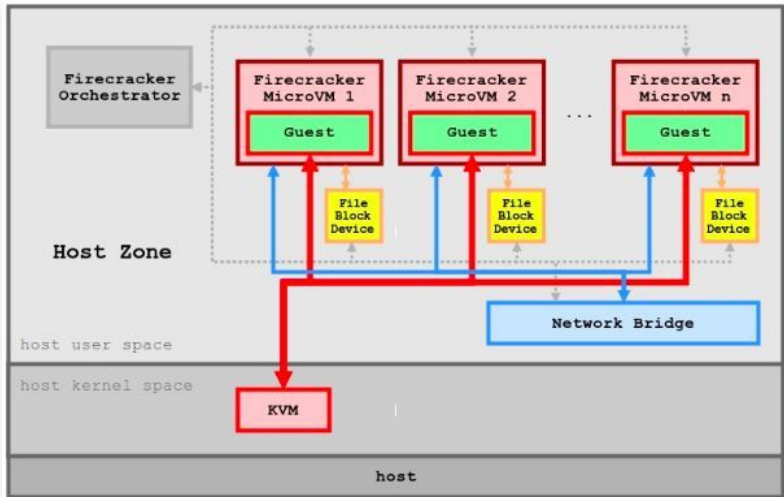 Firecracker
Orchestrator
Firecracker
MicroVM 1
Guest
Firecracker
MicroVM 2
Guest
...
Firecracker
MicroVM n
Guest
File
Block
Device
File
Block
Device
File
Block
Device
Host Zone
Network Bridge
host user space
host kernel space
KVM
host